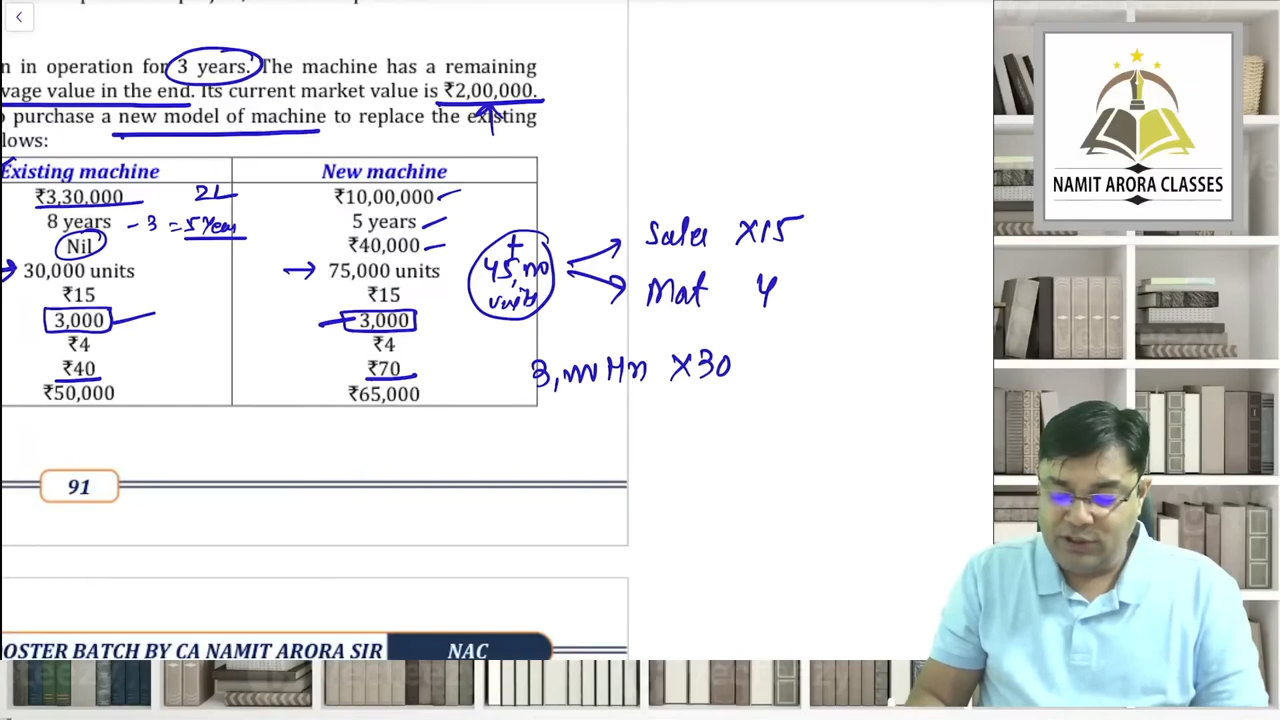 n in operation for 3 years. The machine has a remaining
vage value in the end. Its current market value is ₹2,00,000.
o purchase a new model of machine to replace the existing
llows:
Existing machine New machine
₹3,30,000 2L ₹10,00,000
8 years - 3 = 5 Years 5 years
Nil ₹40,000
30,000 units 75,000 units
₹15 ₹15
3,000 3,000
₹4 ₹4
₹40 ₹70
₹50,000 ₹65,000
+
45,000
units
Sales X15
Mat 4
3,000 Hrs X30
91
OSTER BATCH BY CA NAMIT ARORA SIR NAC
NAMIT ARORA CLASSES